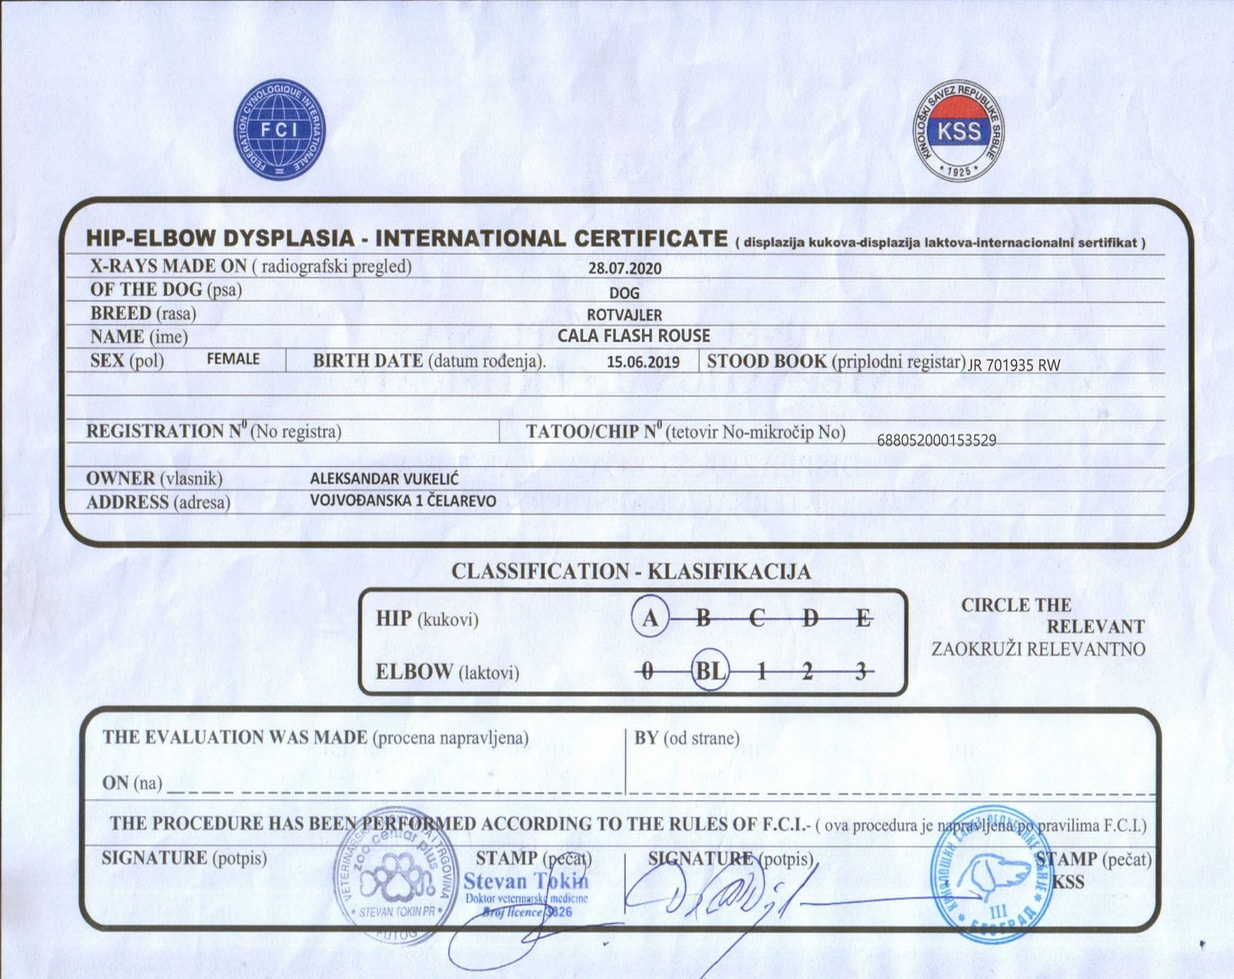 FEDERATION CYNOLOGIQUE INTERNATIONALE
FCI
KINOLOŠKI SAVEZ REPUBLIKE SRBIJE
KSS
• 1925 •
HIP-ELBOW DYSPLASIA - INTERNATIONAL CERTIFICATE ( displazija kukova-displazija laktova-internacionalni sertifikat )
X-RAYS MADE ON ( radiografski pregled) 28.07.2020
OF THE DOG (psa) DOG
BREED (rasa) ROTVAJLER
NAME (ime) CALA FLASH ROUSE
SEX (pol) FEMALE BIRTH DATE (datum rođenja). 15.06.2019 STOOD BOOK (priplodni registar) JR 701935 RW
REGISTRATION N⁰ (No registra) TATOO/CHIP N⁰ (tetovir No-mikročip No) 688052000153529
OWNER (vlasnik) ALEKSANDAR VUKELIĆ
ADDRESS (adresa) VOJVOĐANSKA 1 ČELAREVO
CLASSIFICATION - KLASIFIKACIJA
HIP (kukovi) A B C D E
ELBOW (laktovi) 0 BL 1 2 3
CIRCLE THE
RELEVANT
ZAOKRUŽI RELEVANTNO
THE EVALUATION WAS MADE (procena napravljena) BY (od strane)
ON (na)
THE PROCEDURE HAS BEEN PERFORMED ACCORDING TO THE RULES OF F.C.I.- ( ova procedura je napravljena po pravilima F.C.I.)
SIGNATURE (potpis) STAMP (pečat) SIGNATURE (potpis) STAMP (pečat)
KSS
zoo centar plus
• STEVAN TOKIN PR •
FUTOG
Stevan Tokin
Doktor veterinarske medicine
Broj licence 3826
III
БЕОГРАД